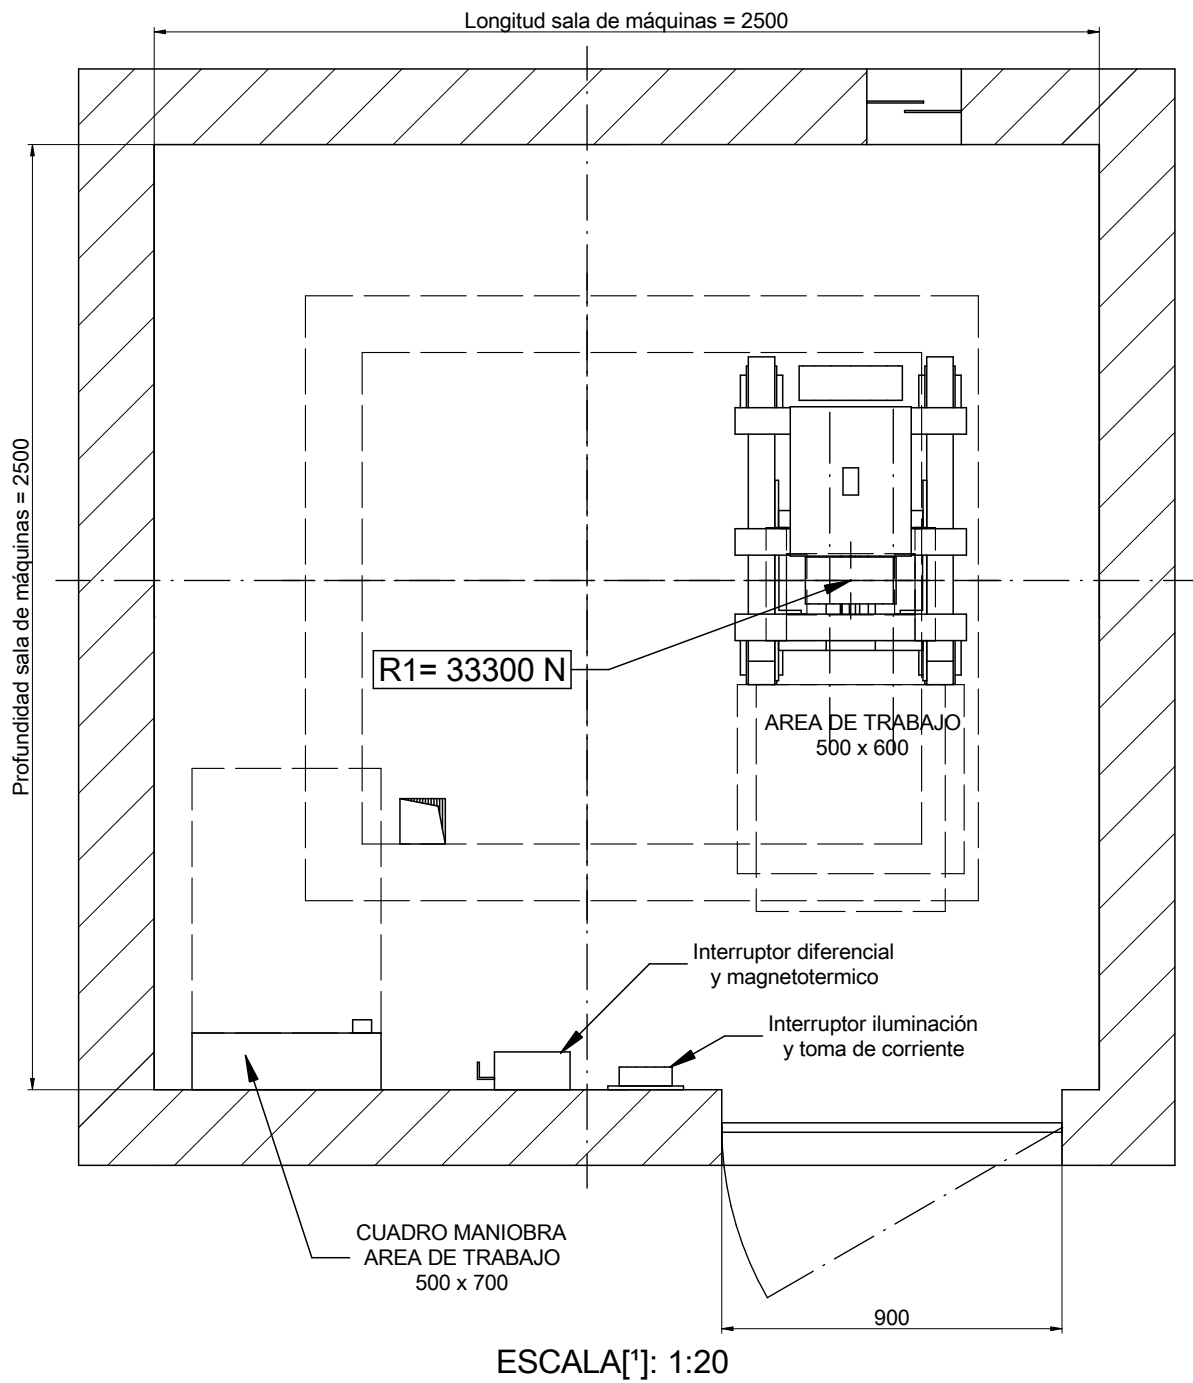 Longitud sala de máquinas = 2500
Profundidad sala de máquinas = 2500
R1= 33300 N
AREA DE TRABAJO
500 x 600
Interruptor diferencial
y magnetotermico
Interruptor iluminación
y toma de corriente
CUADRO MANIOBRA
AREA DE TRABAJO
500 x 700
900
ESCALA[¹]: 1:20